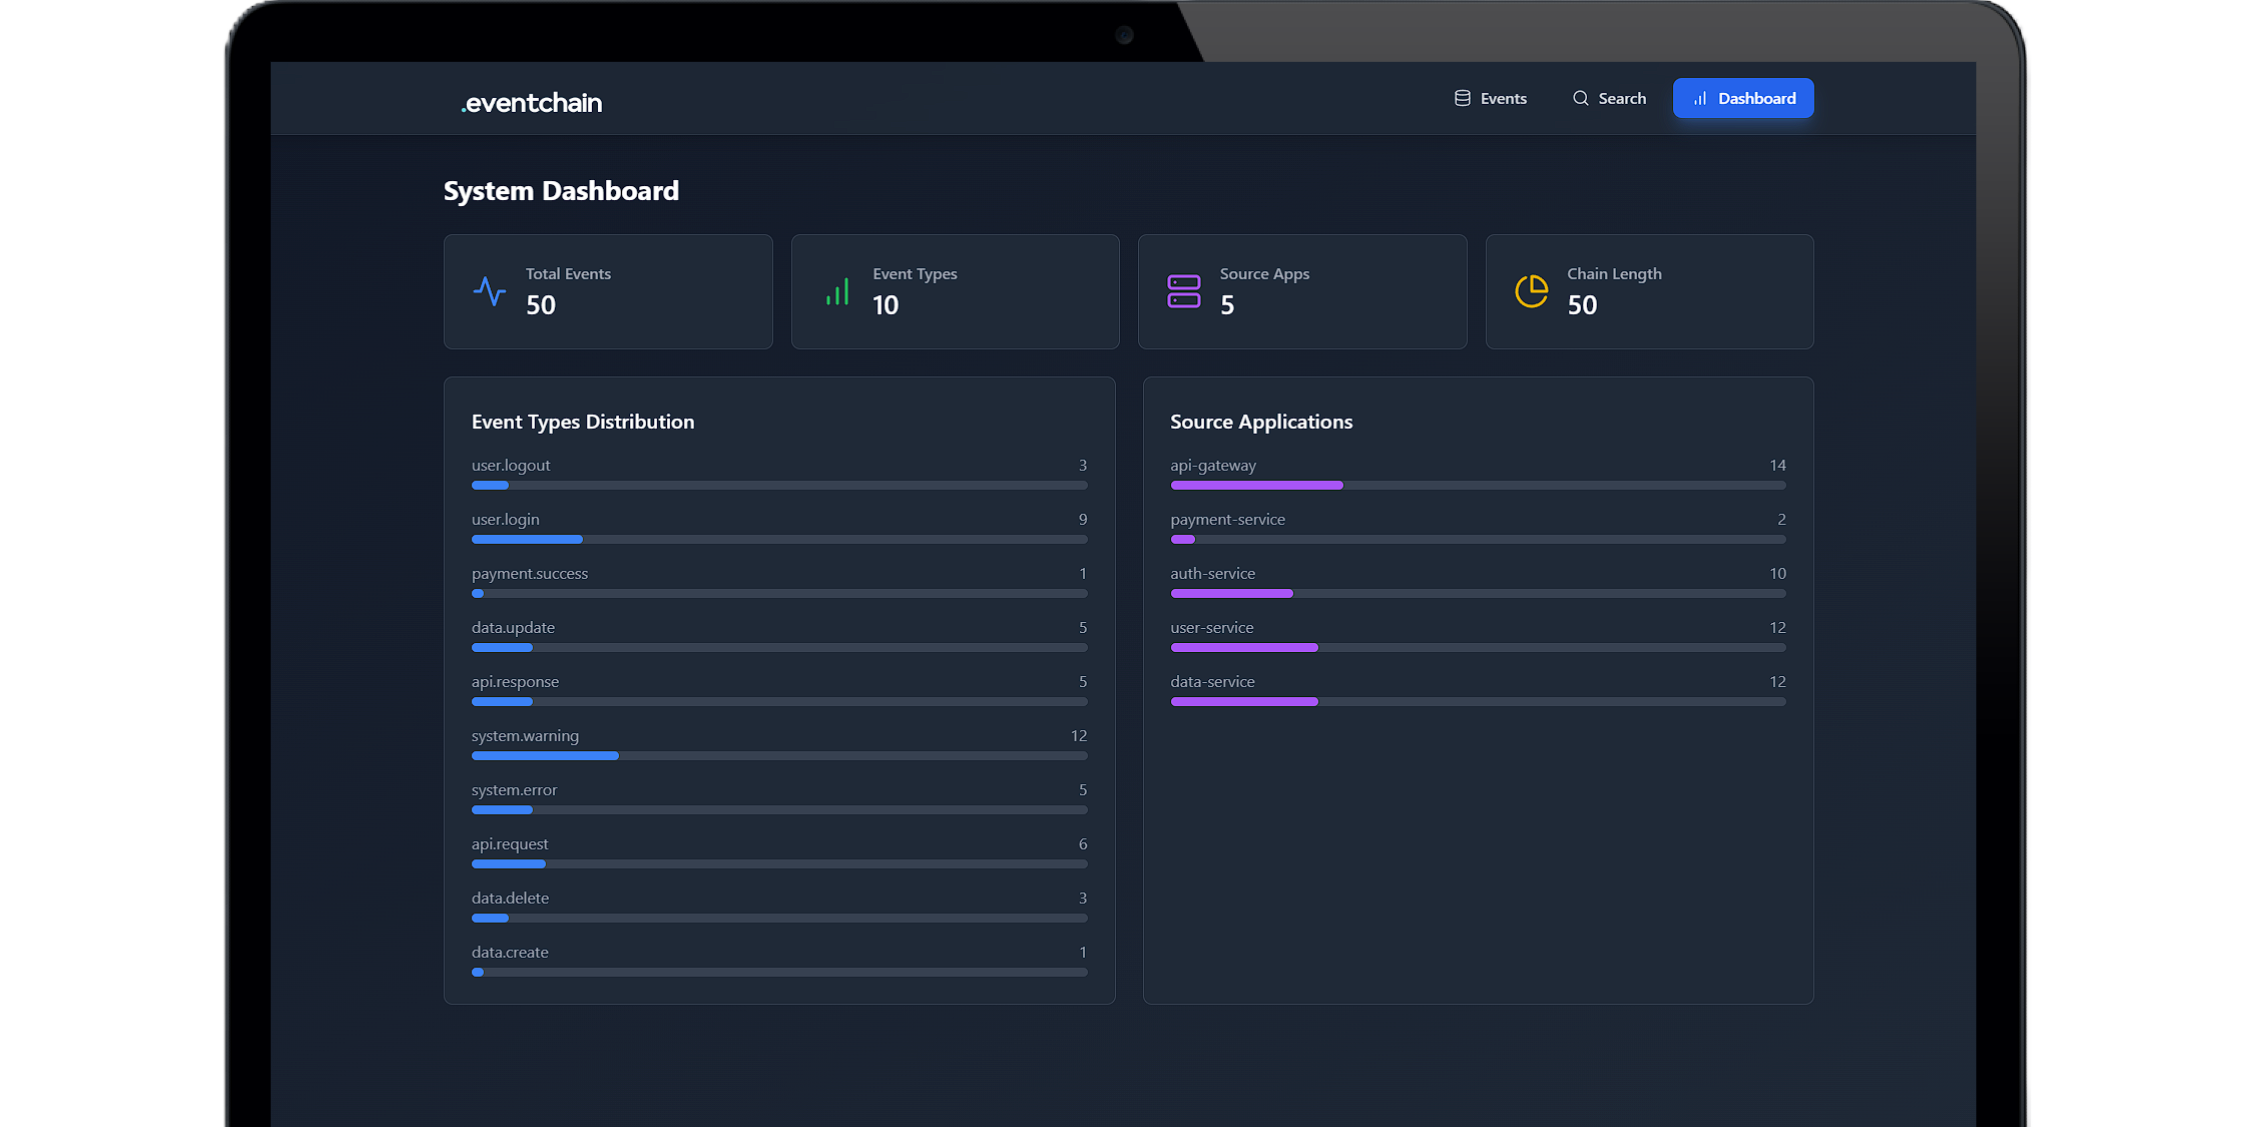 .eventchain
Events
Search
Dashboard
System Dashboard
Total Events
50
Event Types
10
Source Apps
5
Chain Length
50
Event Types Distribution
user.logout 3
user.login 9
payment.success 1
data.update 5
api.response 5
system.warning 12
system.error 5
api.request 6
data.delete 3
data.create 1
Source Applications
api-gateway 14
payment-service 2
auth-service 10
user-service 12
data-service 12